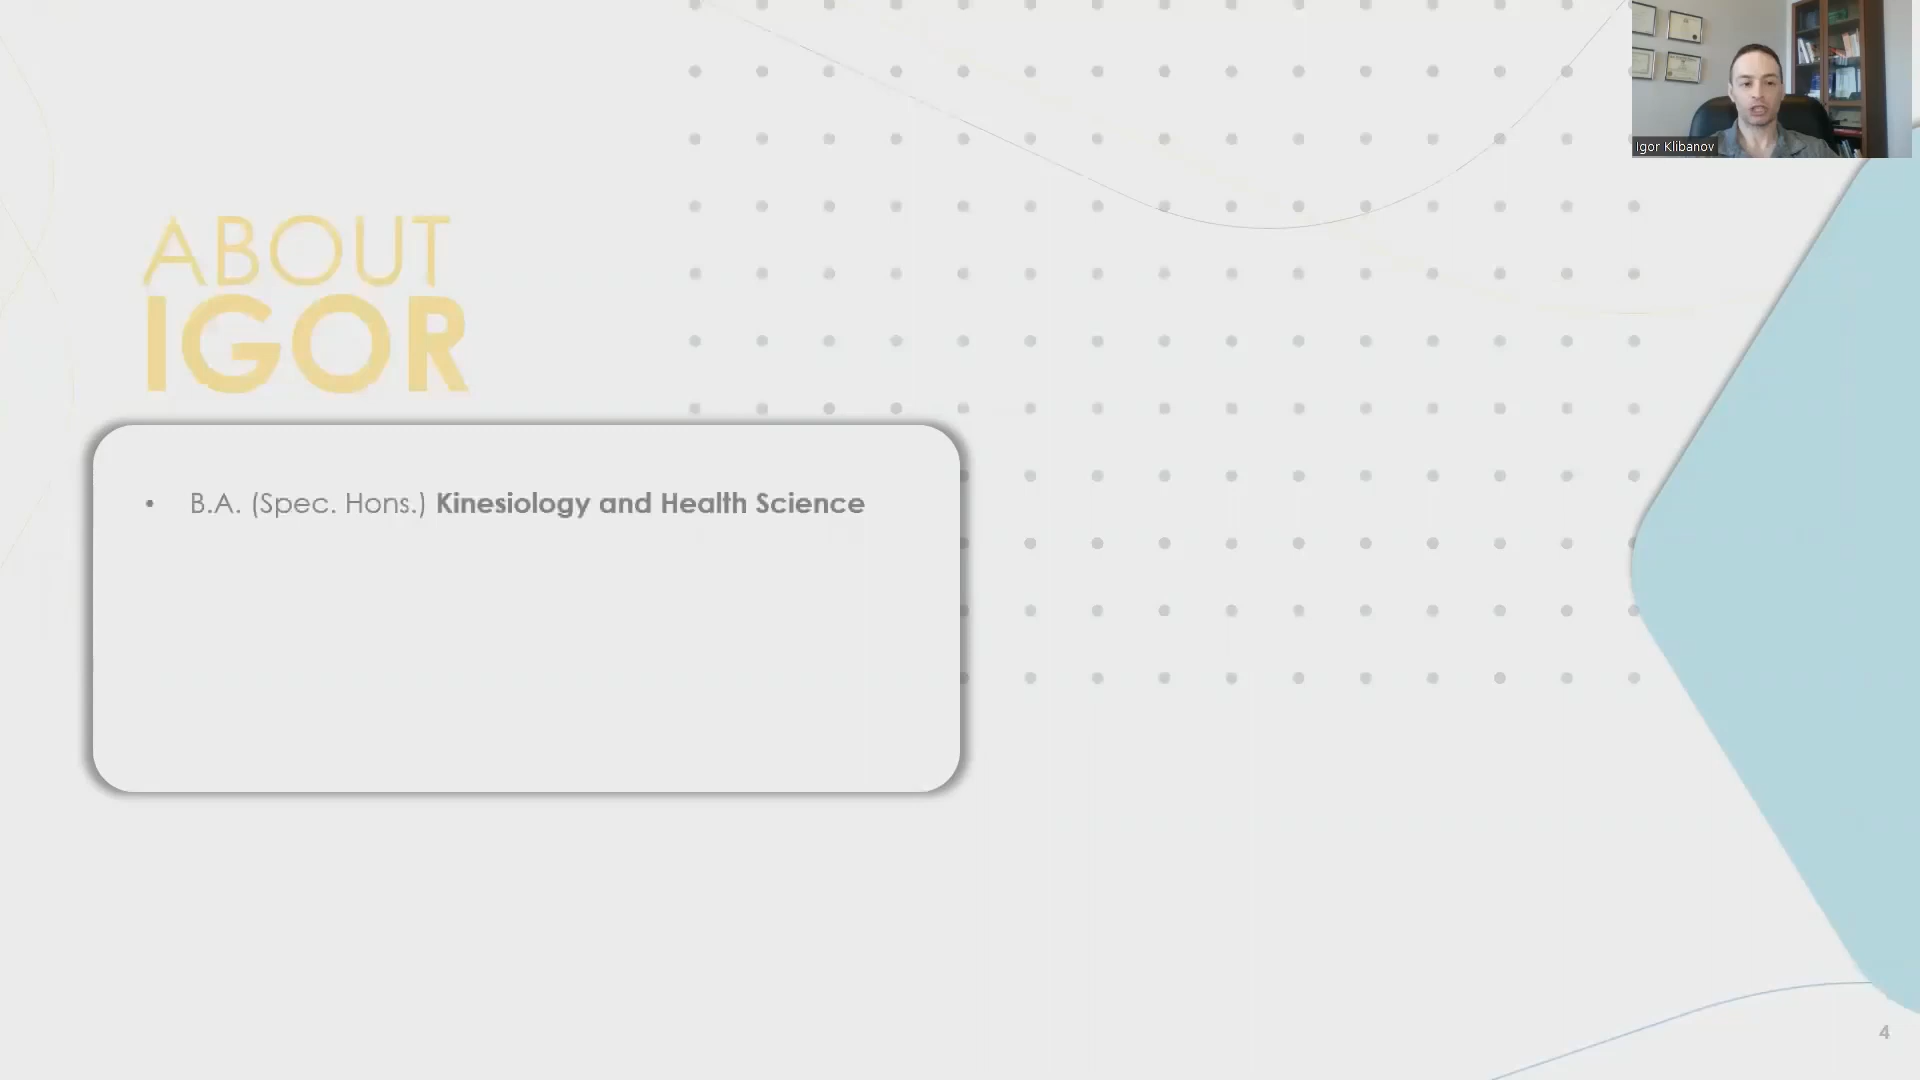 Igor Klibanov
ABOUT
IGOR
• B.A. (Spec. Hons.) Kinesiology and Health Science
4